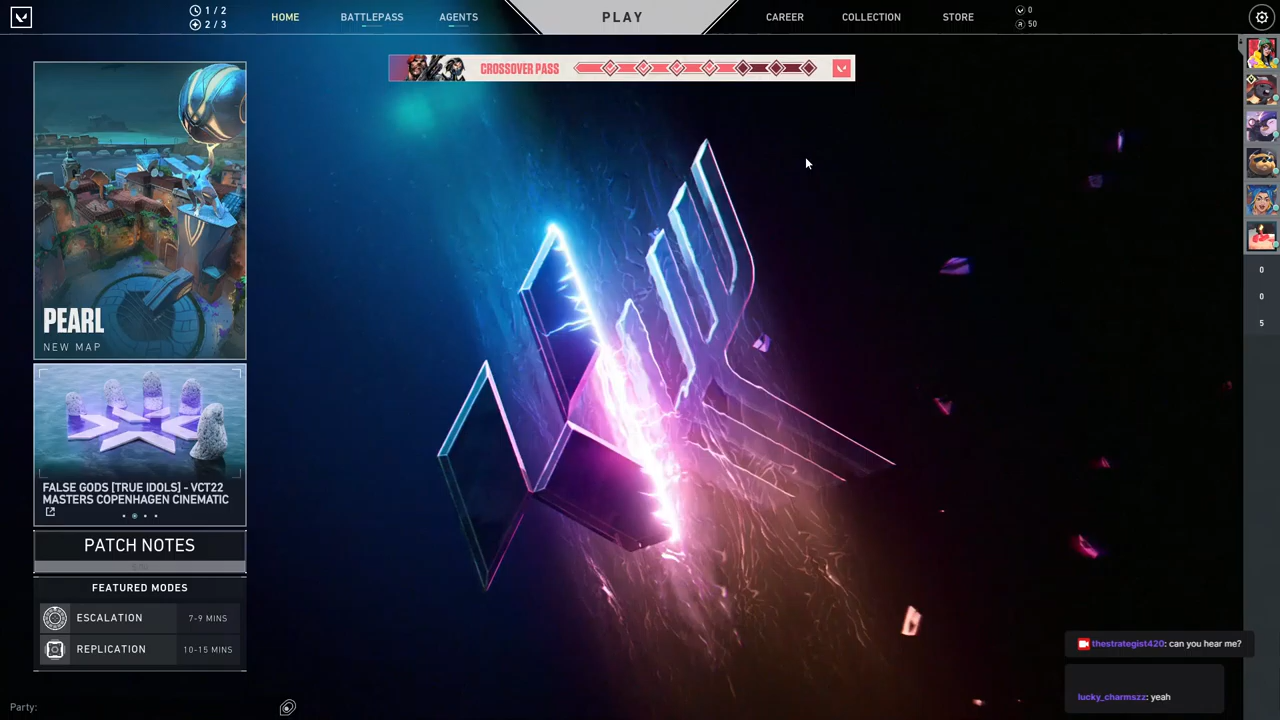 1 / 2
2 / 3
HOME
BATTLEPASS
AGENTS
PLAY
CAREER
COLLECTION
STORE
0
50
CROSSOVER PASS
PEARL
NEW MAP
FALSE GODS [TRUE IDOLS] - VCT22
MASTERS COPENHAGEN CINEMATIC
PATCH NOTES
FEATURED MODES
ESCALATION
7-9 MINS
REPLICATION
10-15 MINS
0
0
5
thestrategist420: can you hear me?
lucky_charmszz: yeah
Party: